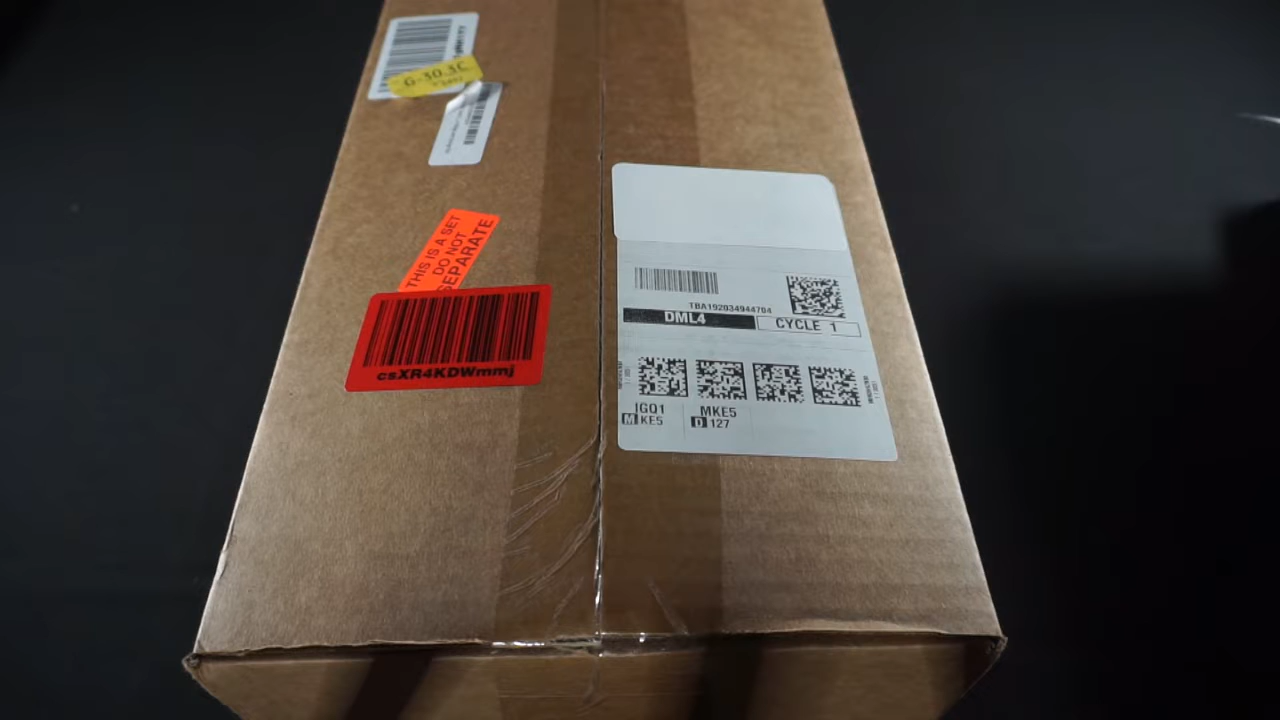 G-30.3C
THIS IS A SET
DO NOT
SEPARATE
csXR4KDWmmj
TBA192034944704
DML4
CYCLE 1
IGQ1
M KE5
MKE5
D 127